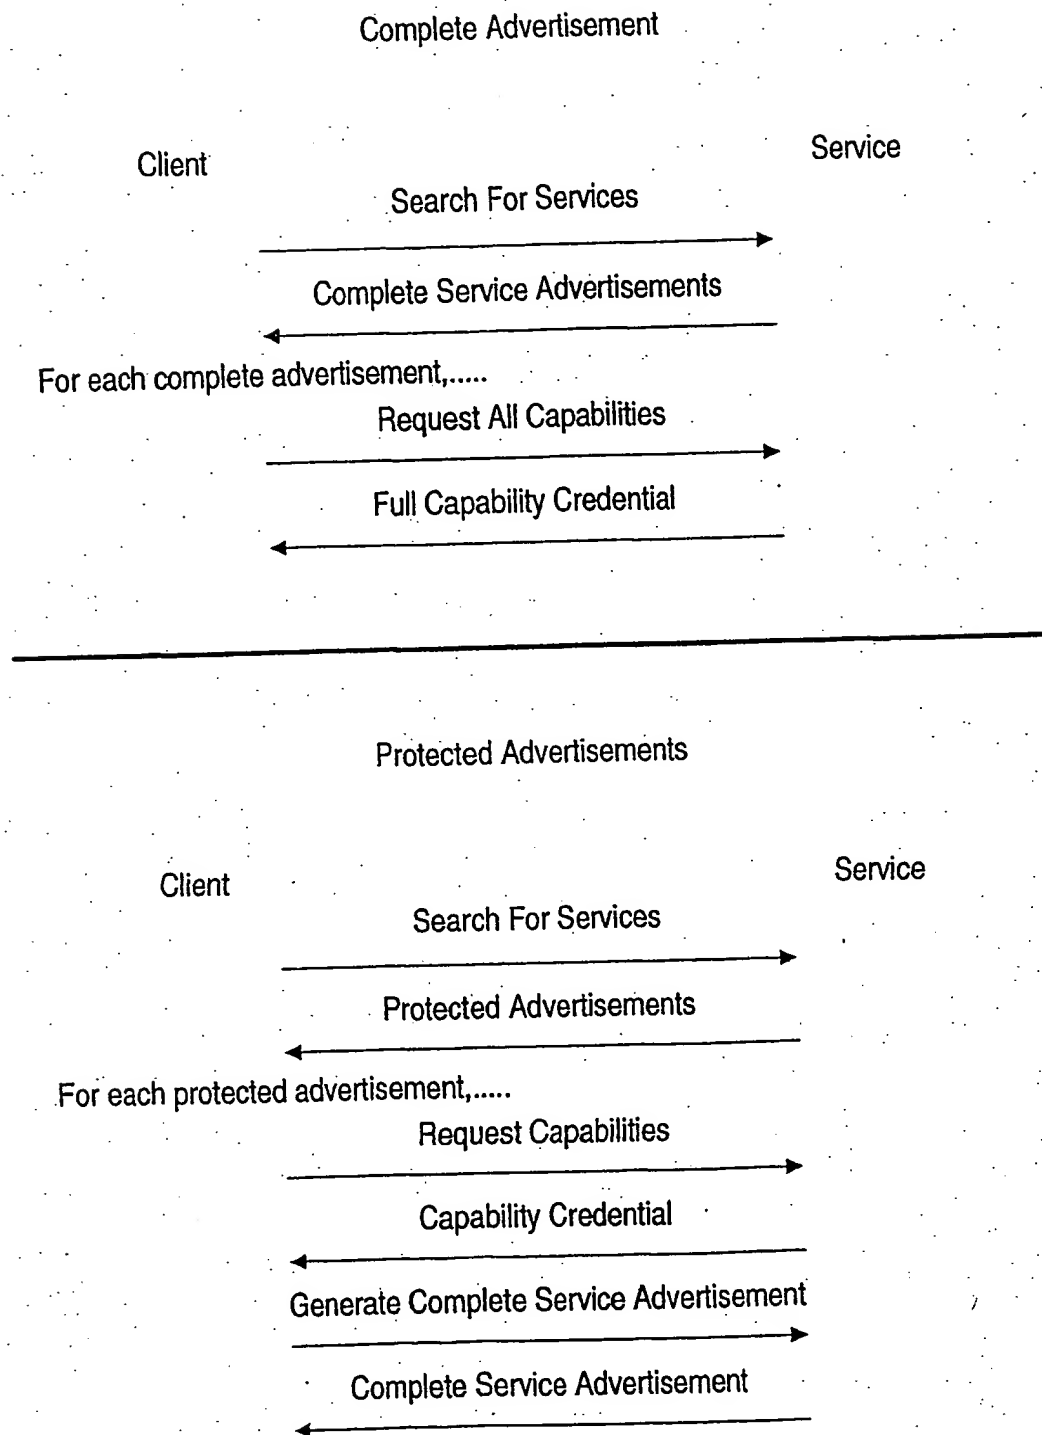 Complete Advertisement
Client
Service
Search For Services
Complete Service Advertisements
For each complete advertisement,.....
Request All Capabilities
Full Capability Credential
Protected Advertisements
Client
Service
Search For Services
Protected Advertisements
For each protected advertisement,.....
Request Capabilities
Capability Credential
Generate Complete Service Advertisement
Complete Service Advertisement